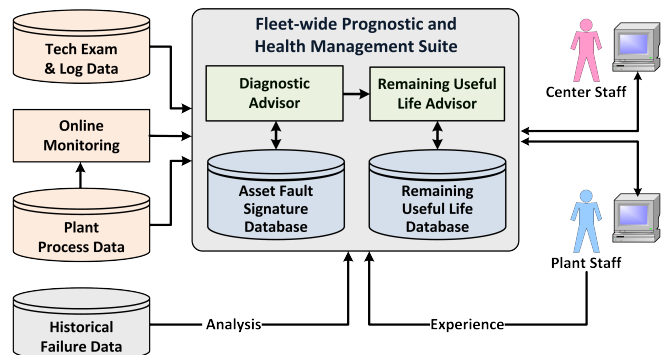 Fleet-wide Prognostic and
Health Management Suite
Tech Exam
& Log Data
Online
Monitoring
Plant
Process Data
Historical
Failure Data
Diagnostic
Advisor
Remaining Useful
Life Advisor
Asset Fault
Signature
Database
Remaining
Useful Life
Database
Center Staff
Plant Staff
Analysis
Experience